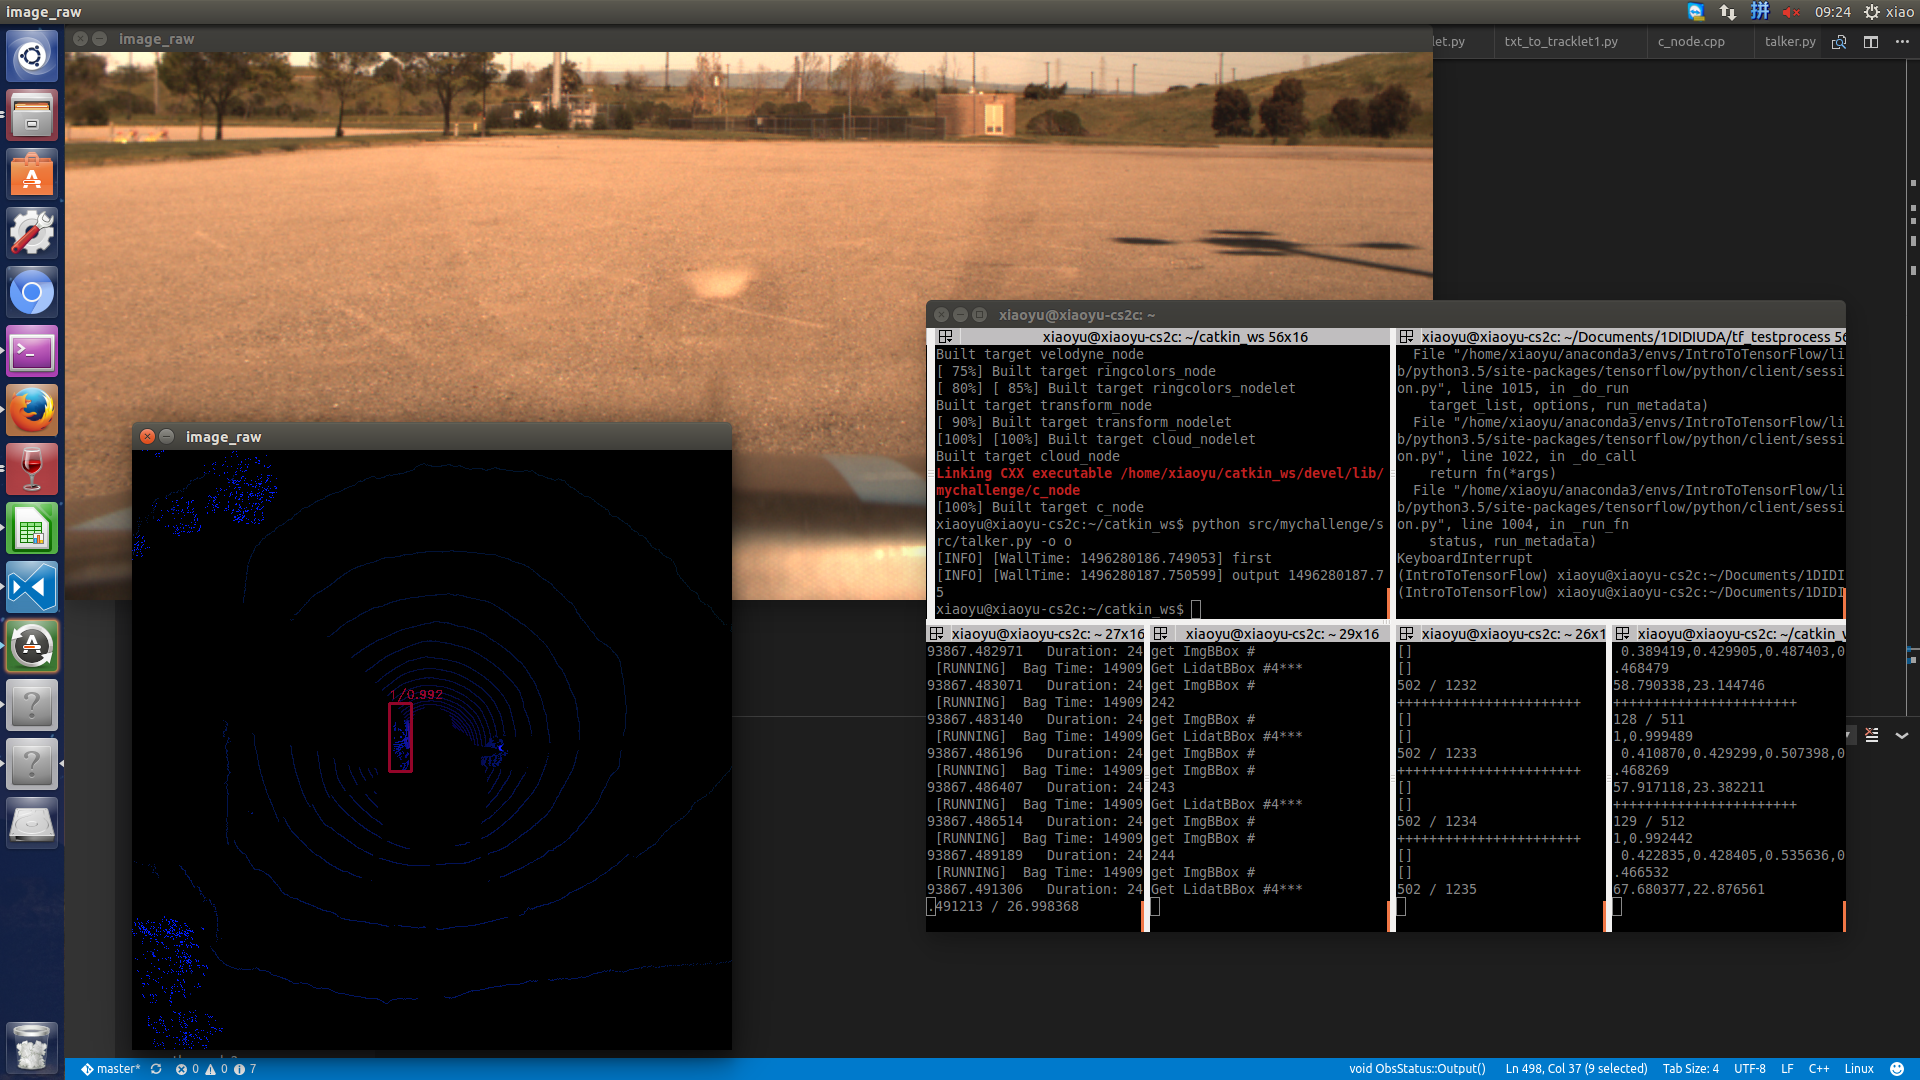 image_raw
拼
09:24
xiao
image_raw
let.py
txt_to_tracklet1.py
c_node.cpp
talker.py
xiaoyu@xiaoyu-cs2c: ~
xiaoyu@xiaoyu-cs2c: ~/catkin_ws 56x16
Built target velodyne_node
[ 75%] Built target ringcolors_node
[ 80%] [ 85%] Built target ringcolors_nodelet
Built target transform_node
[ 90%] Built target transform_nodelet
[100%] [100%] Built target cloud_nodelet
Built target cloud_node
Linking CXX executable /home/xiaoyu/catkin_ws/devel/lib/
mychallenge/c_node
[100%] Built target c_node
xiaoyu@xiaoyu-cs2c:~/catkin_ws$ python src/mychallenge/s
rc/talker.py -o o
[INFO] [WallTime: 1496280186.749053] first
[INFO] [WallTime: 1496280187.750599] output 1496280187.7
5
xiaoyu@xiaoyu-cs2c:~/catkin_ws$
xiaoyu@xiaoyu-cs2c: ~/Documents/1DIDIUDA/tf_testprocess 56
File "/home/xiaoyu/anaconda3/envs/IntroToTensorFlow/li
b/python3.5/site-packages/tensorflow/python/client/sessi
on.py", line 1015, in _do_run
target_list, options, run_metadata)
File "/home/xiaoyu/anaconda3/envs/IntroToTensorFlow/li
b/python3.5/site-packages/tensorflow/python/client/sessi
on.py", line 1022, in _do_call
return fn(*args)
File "/home/xiaoyu/anaconda3/envs/IntroToTensorFlow/li
b/python3.5/site-packages/tensorflow/python/client/sessi
on.py", line 1004, in _run_fn
status, run_metadata)
KeyboardInterrupt
(IntroToTensorFlow) xiaoyu@xiaoyu-cs2c:~/Documents/1DIDI
(IntroToTensorFlow) xiaoyu@xiaoyu-cs2c:~/Documents/1DIDI
image_raw
1/0.992
xiaoyu@xiaoyu-cs2c: ~ 27x16
93867.482971 Duration: 24
[RUNNING] Bag Time: 14909
93867.483071 Duration: 24
[RUNNING] Bag Time: 14909
93867.483140 Duration: 24
[RUNNING] Bag Time: 14909
93867.486196 Duration: 24
[RUNNING] Bag Time: 14909
93867.486407 Duration: 24
[RUNNING] Bag Time: 14909
93867.486514 Duration: 24
[RUNNING] Bag Time: 14909
93867.489189 Duration: 24
[RUNNING] Bag Time: 14909
93867.491306 Duration: 24
.491213 / 26.998368
xiaoyu@xiaoyu-cs2c: ~ 29x16
get ImgBBox #
Get LidatBBox #4***
get ImgBBox #
242
get ImgBBox #
Get LidatBBox #4***
get ImgBBox #
get ImgBBox #
243
Get LidatBBox #4***
get ImgBBox #
get ImgBBox #
244
get ImgBBox #
Get LidatBBox #4***
xiaoyu@xiaoyu-cs2c: ~ 26x1
[]
[]
502 / 1232
+++++++++++++++++++++++
[]
[]
502 / 1233
+++++++++++++++++++++++
[]
[]
502 / 1234
+++++++++++++++++++++++
[]
[]
502 / 1235
xiaoyu@xiaoyu-cs2c: ~/catkin_w
0.389419,0.429905,0.487403,0
.468479
58.790338,23.144746
+++++++++++++++++++++++
128 / 511
1,0.999489
0.410870,0.429299,0.507398,0
.468269
57.917118,23.382211
+++++++++++++++++++++++
129 / 512
1,0.992442
0.422835,0.428405,0.535636,0
.466532
67.680377,22.876561
master*
0
0
7
void ObsStatus::Output()
Ln 498, Col 37 (9 selected)
Tab Size: 4
UTF-8
LF
C++
Linux